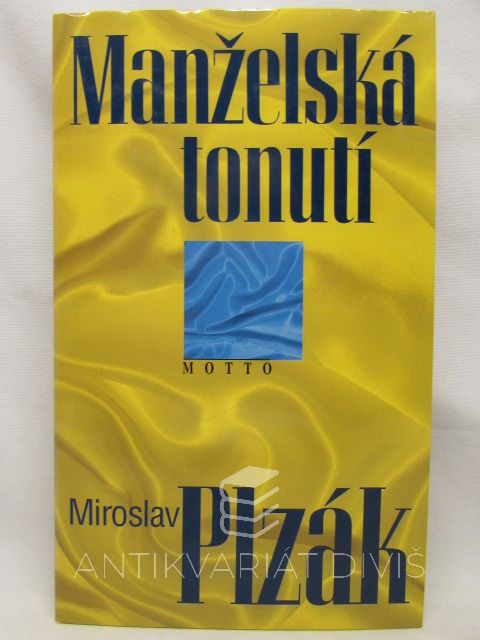 Manželská
tonutí
MOTTO
Miroslav Plzák
ANTIKVARIÁT DIVIŠ